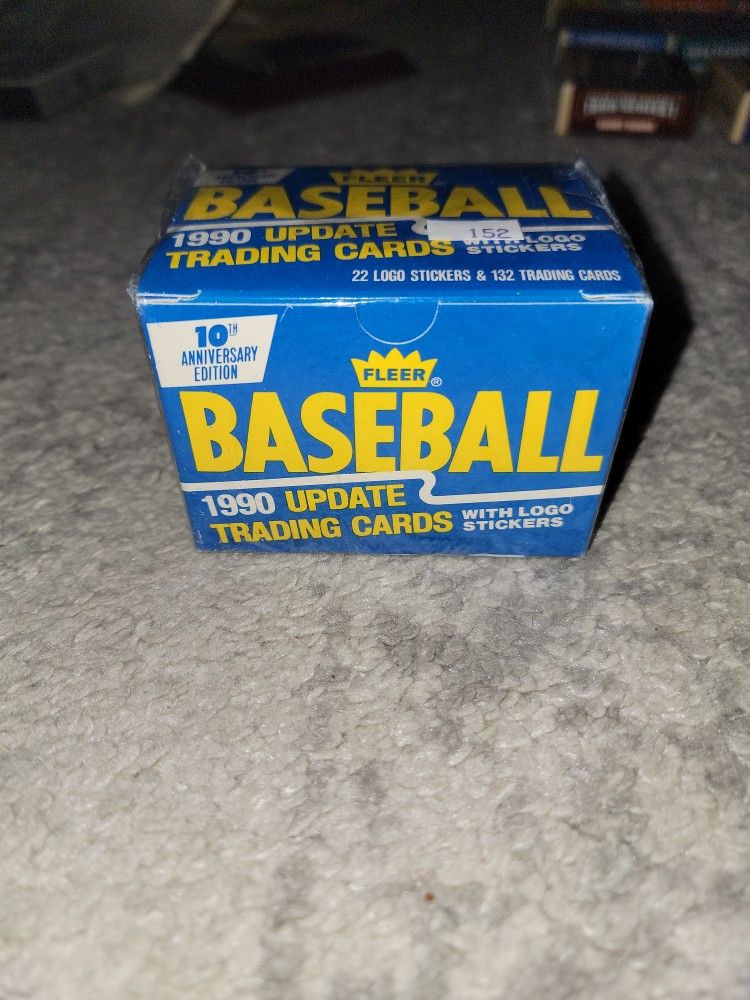 FLEER
BASEBALL
152
1990 UPDATE
TRADING CARDS WITH LOGO
STICKERS
22 LOGO STICKERS & 132 TRADING CARDS
10TH
ANNIVERSARY
EDITION
FLEER®
BASEBALL
1990 UPDATE
TRADING CARDS WITH LOGO
STICKERS